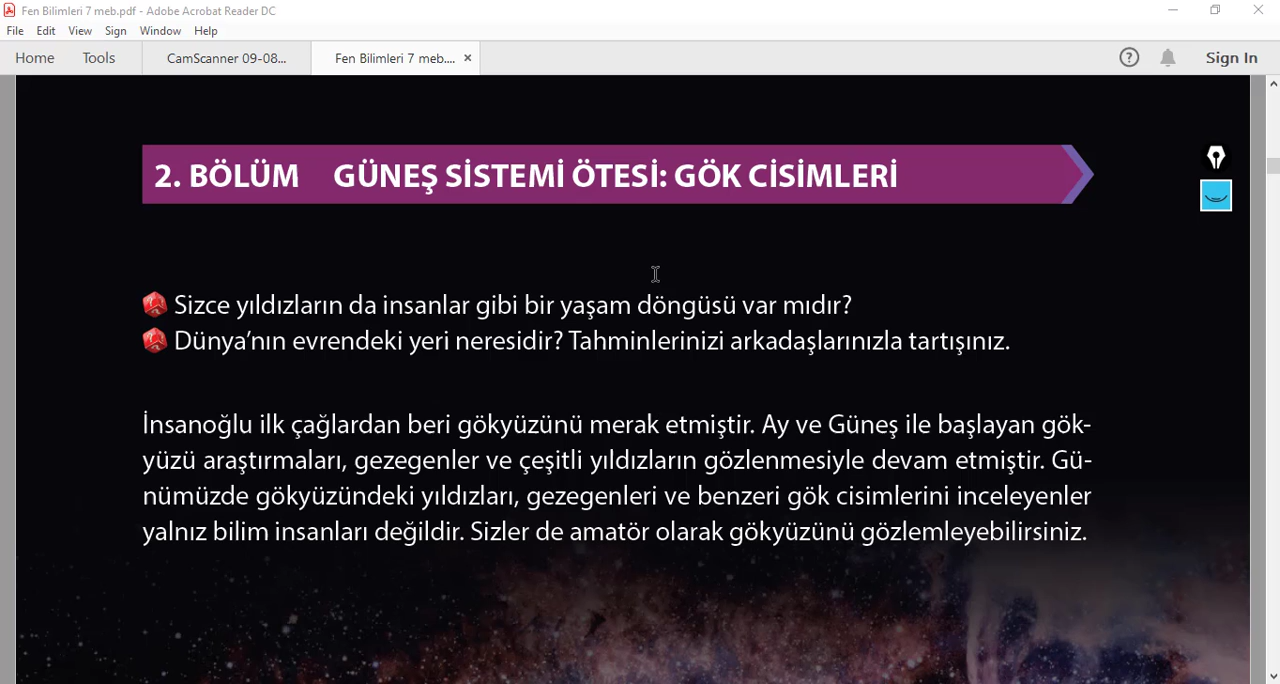 Fen Bilimleri 7 meb.pdf - Adobe Acrobat Reader DC
File Edit View Sign Window Help
Home Tools CamScanner 09-08... Fen Bilimleri 7 meb.... × ? Sign In
2. BÖLÜM GÜNEŞ SİSTEMİ ÖTESİ: GÖK CİSİMLERİ
Sizce yıldızların da insanlar gibi bir yaşam döngüsü var mıdır?
Dünya’nın evrendeki yeri neresidir? Tahminlerinizi arkadaşlarınızla tartışınız.
İnsanoğlu ilk çağlardan beri gökyüzünü merak etmiştir. Ay ve Güneş ile başlayan gök-
yüzü araştırmaları, gezegenler ve çeşitli yıldızların gözlenmesiyle devam etmiştir. Gü-
nümüzde gökyüzündeki yıldızları, gezegenleri ve benzeri gök cisimlerini inceleyenler
yalnız bilim insanları değildir. Sizler de amatör olarak gökyüzünü gözlemleyebilirsiniz.